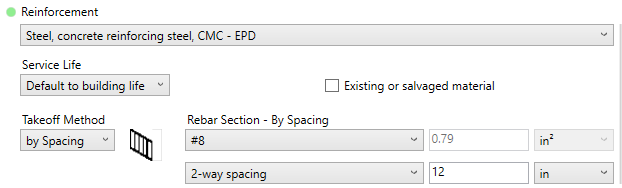 Reinforcement
Steel, concrete reinforcing steel, CMC - EPD
Service Life
Default to building life
Existing or salvaged material
Takeoff Method
Rebar Section - By Spacing
by Spacing
#8
0.79
in²
2-way spacing
12
in